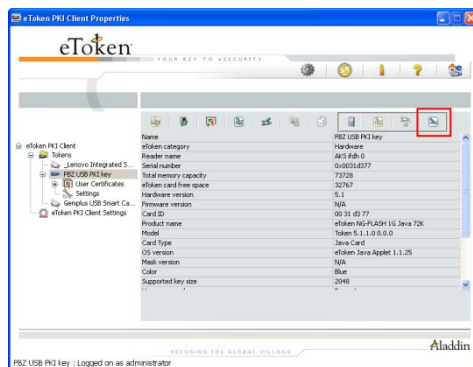 eToken PKI Client Properties
eToken
YOUR KEY TO eSECURITY
eToken PKI Client
Tokens
_Lenovo Integrated S...
PBZ USB PKI key
User Certificates
Settings
Gemplus USB Smart Ca...
eToken PKI Client Settings
Name PBZ USB PKI key
eToken category Hardware
Reader name AKS ifdh 0
Serial number 0x0031d377
Total memory capacity 73728
eToken card free space 32767
Hardware version 5.1
Firmware version N/A
Card ID 00 31 d3 77
Product name eToken NG-FLASH 1G Java 72K
Model Token 5.1.1.0 0.0.0
Card Type Java Card
OS version eToken Java Applet 1.1.25
Mask version N/A
Color Blue
Supported key size 2048
Aladdin
SECURING THE GLOBAL VILLAGE
PBZ USB PKI key : Logged on as administrator